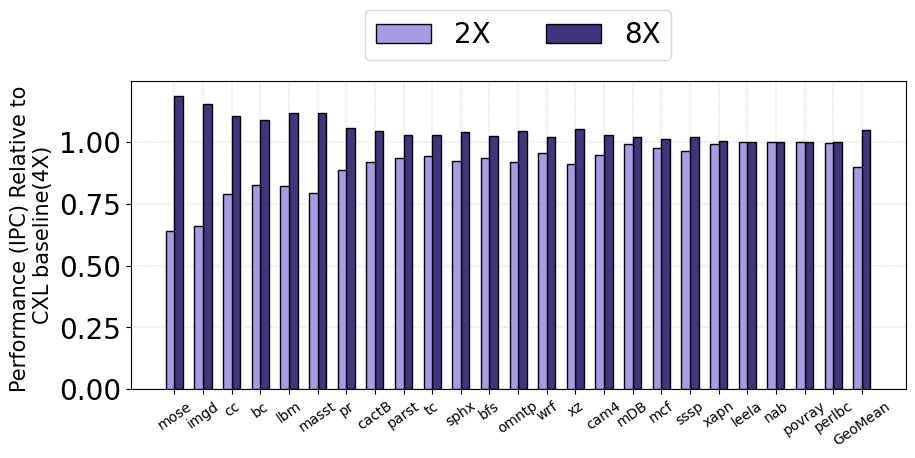 2X 8X
Performance (IPC) Relative to
CXL baseline(4X)
1.00
0.75
0.50
0.25
0.00
mose imgd cc bc lbm masst pr cactB parst tc sphx bfs omntp wrf xz cam4 mDB mcf sssp xapn leela nab povray perlbc GeoMean